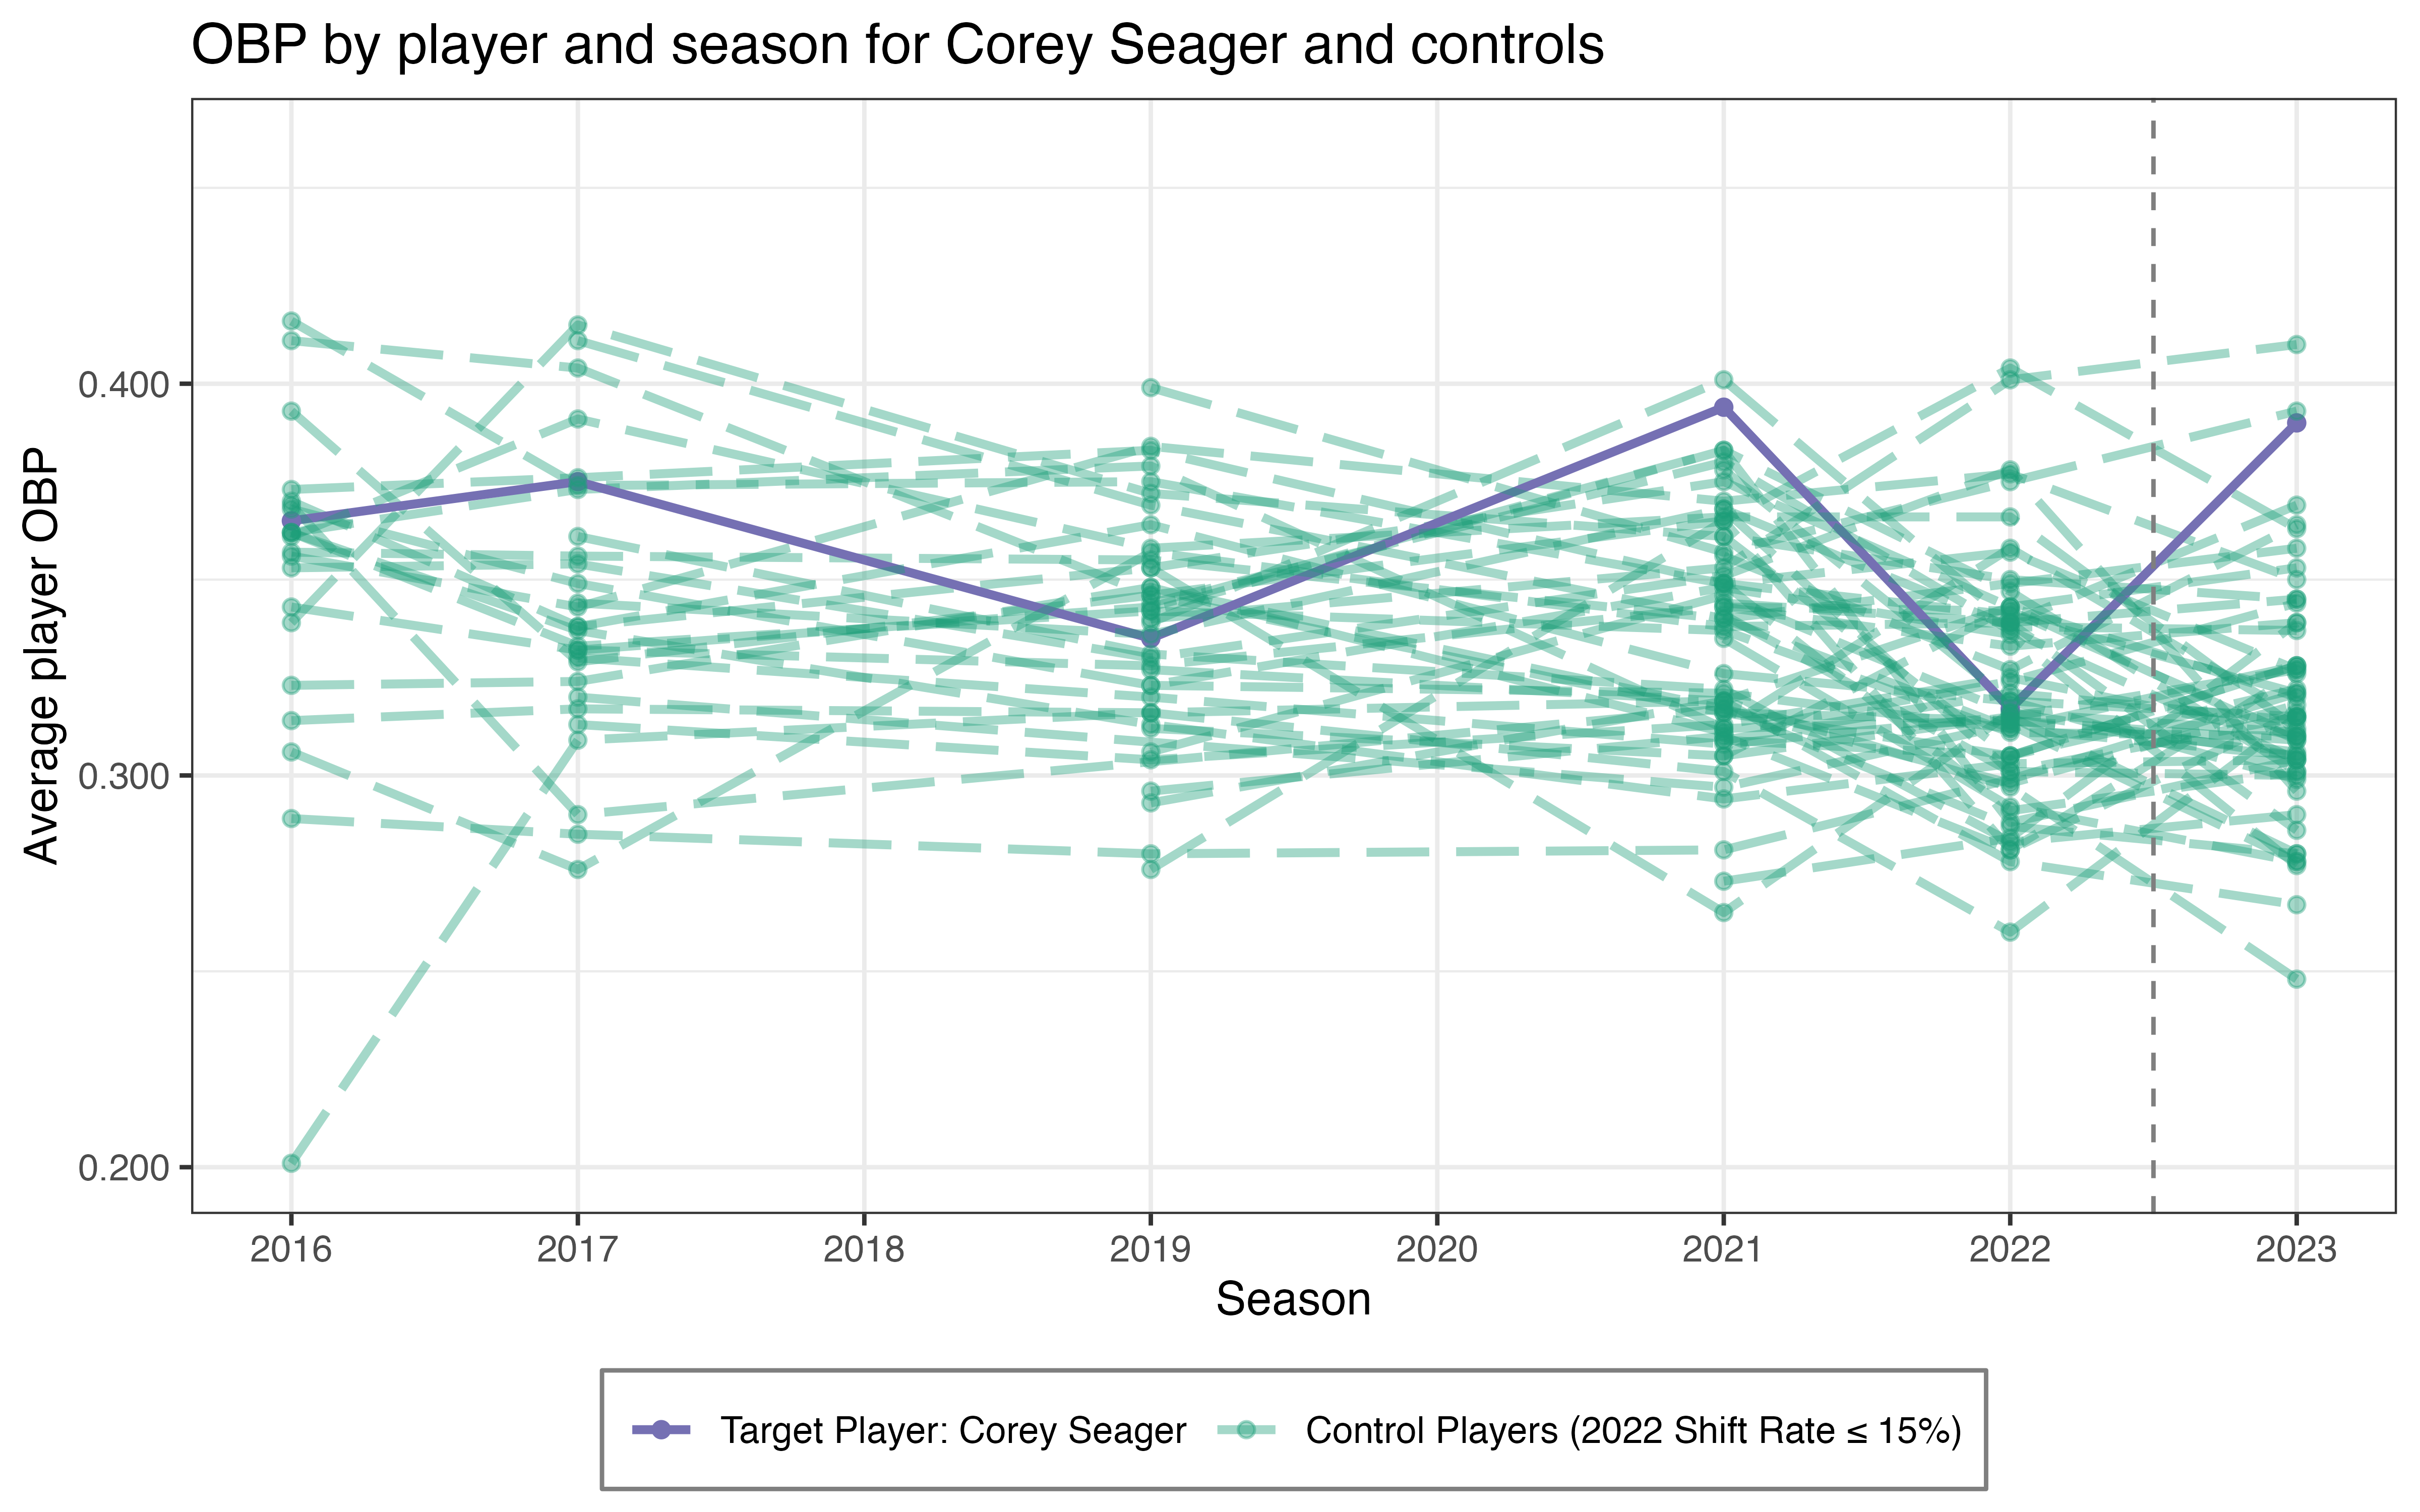 OBP by player and season for Corey Seager and controls
Average player OBP
0.400
0.300
0.200
2016 2017 2018 2019 2020 2021 2022 2023
Season
Target Player: Corey Seager Control Players (2022 Shift Rate ≤ 15%)